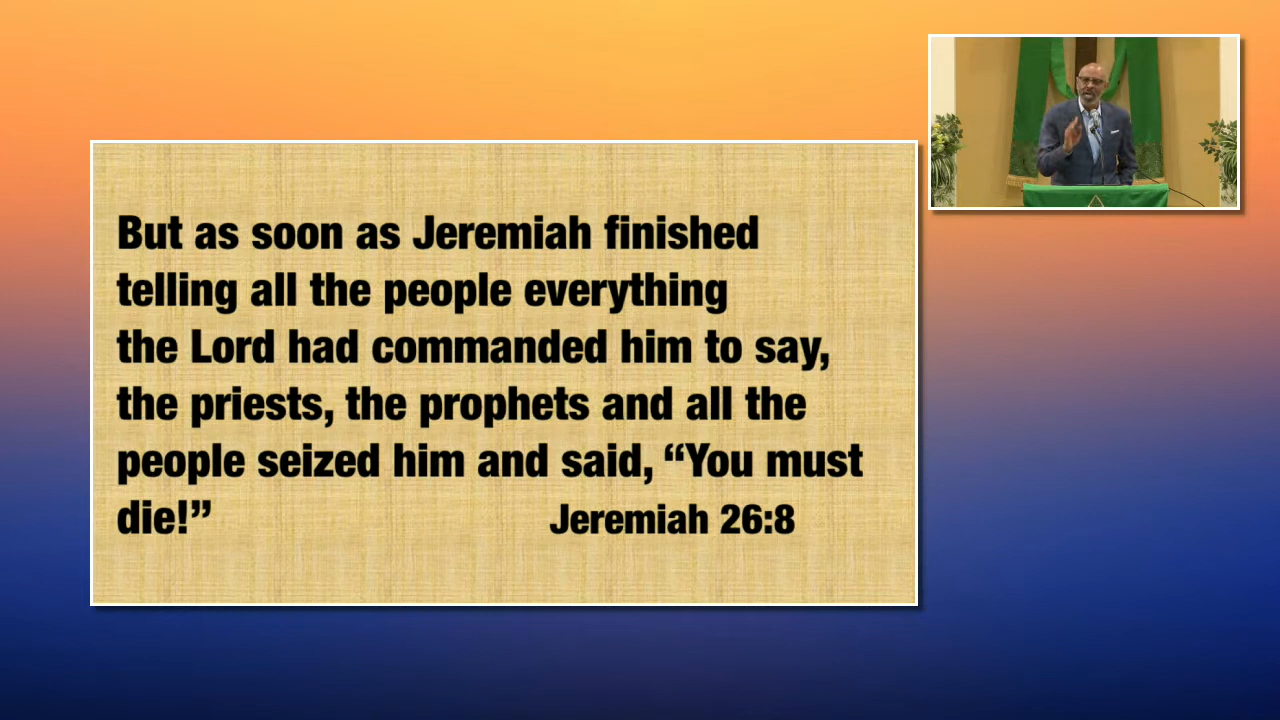 But as soon as Jeremiah finished
telling all the people everything
the Lord had commanded him to say,
the priests, the prophets and all the
people seized him and said, “You must
die!” Jeremiah 26:8